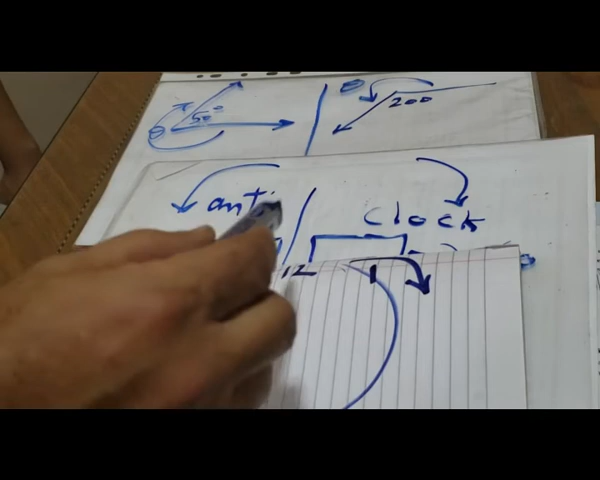 50° 200
θ θ
anti clock
12 1